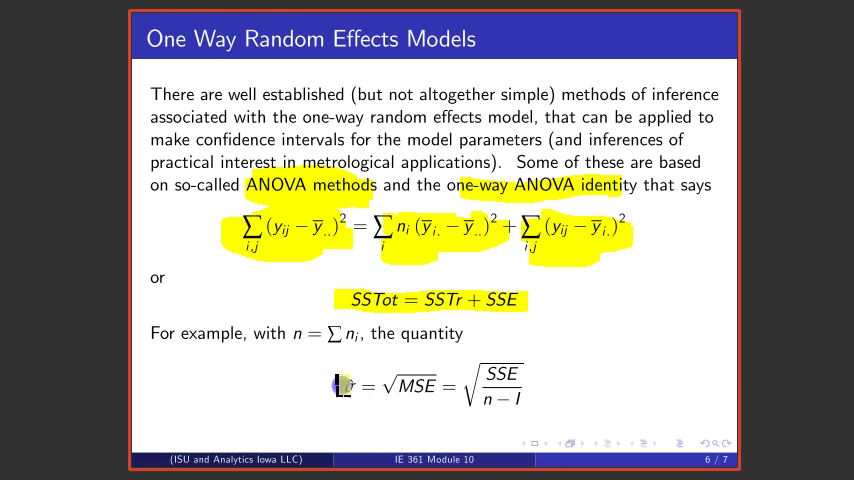 One Way Random Effects Models
There are well established (but not altogether simple) methods of inference
associated with the one-way random effects model, that can be applied to
make confidence intervals for the model parameters (and inferences of
practical interest in metrological applications). Some of these are based
on so-called ANOVA methods and the one-way ANOVA identity that says
∑_{i,j} (y_{ij} − ȳ_{..})² = ∑_i n_i (ȳ_{i.} − ȳ_{..})² + ∑_{i,j} (y_{ij} − ȳ_{i.})²
or
SSTot = SSTr + SSE
For example, with n = ∑ n_i, the quantity
= √MSE = √(SSE / (n − I))
(ISU and Analytics Iowa LLC) IE 361 Module 10 6 / 7